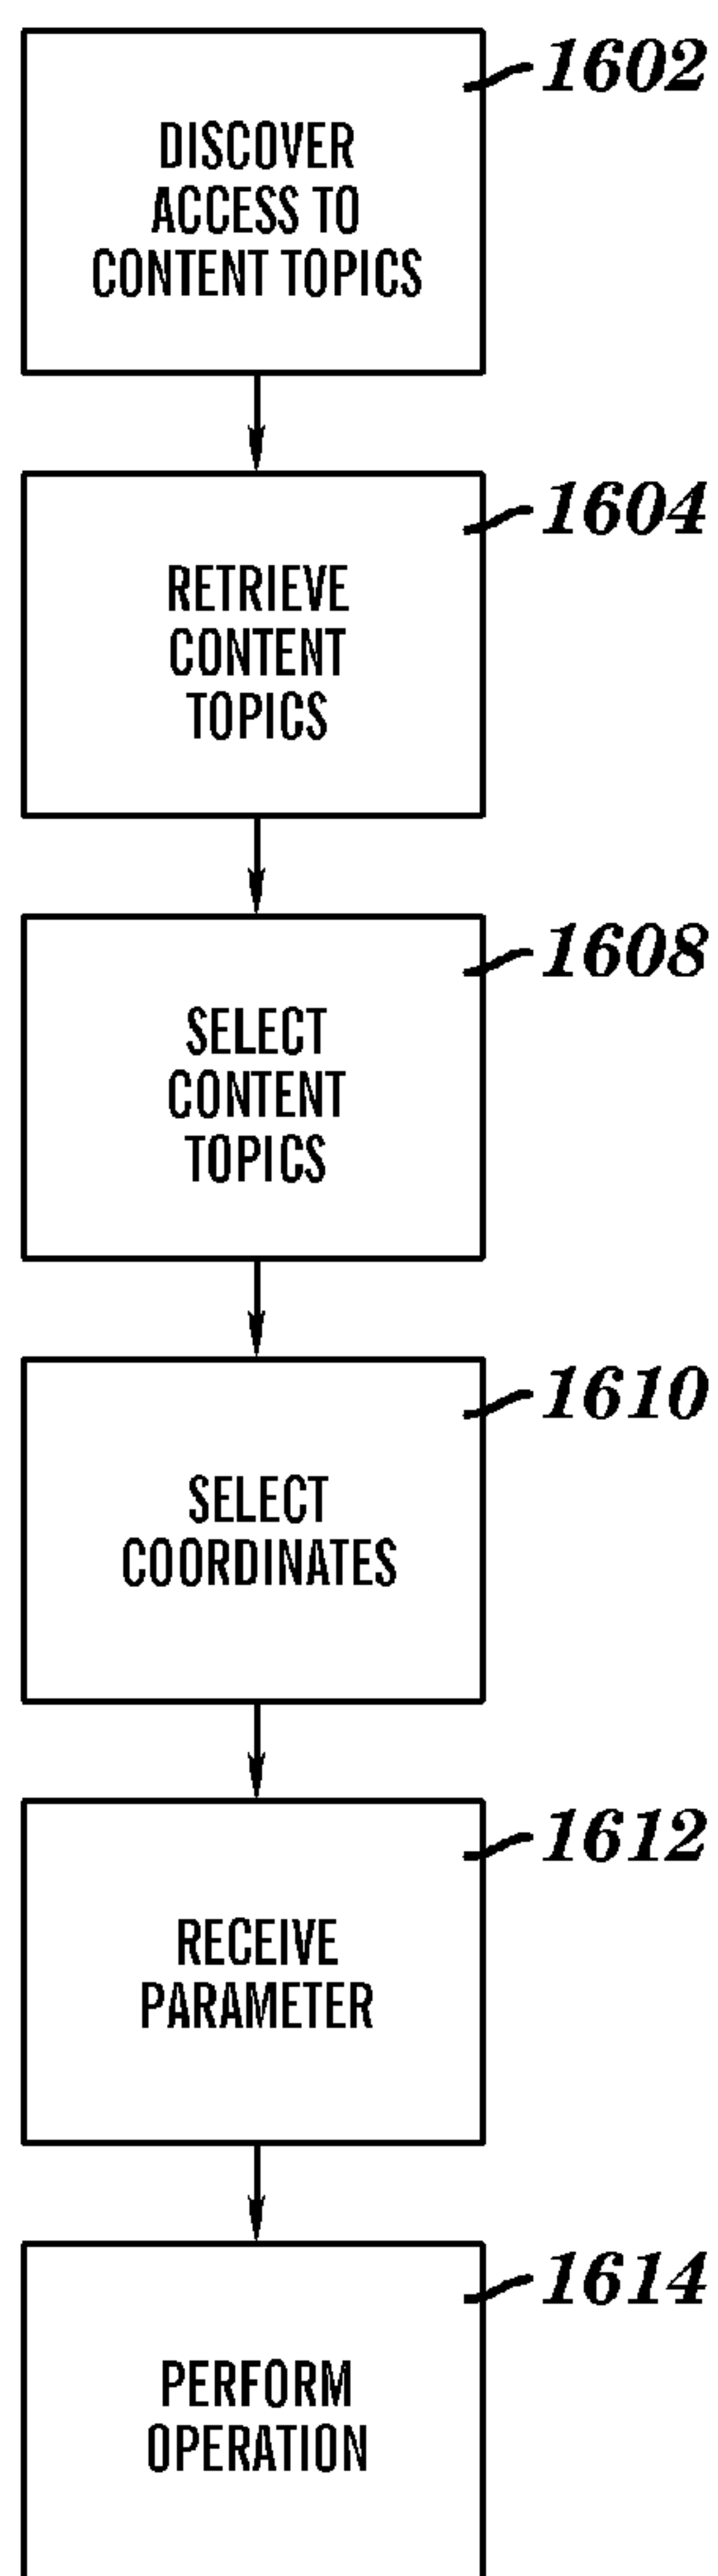 1602
DISCOVER
ACCESS TO
CONTENT TOPICS
1604
RETRIEVE
CONTENT
TOPICS
1608
SELECT
CONTENT
TOPICS
1610
SELECT
COORDINATES
1612
RECEIVE
PARAMETER
1614
PERFORM
OPERATION